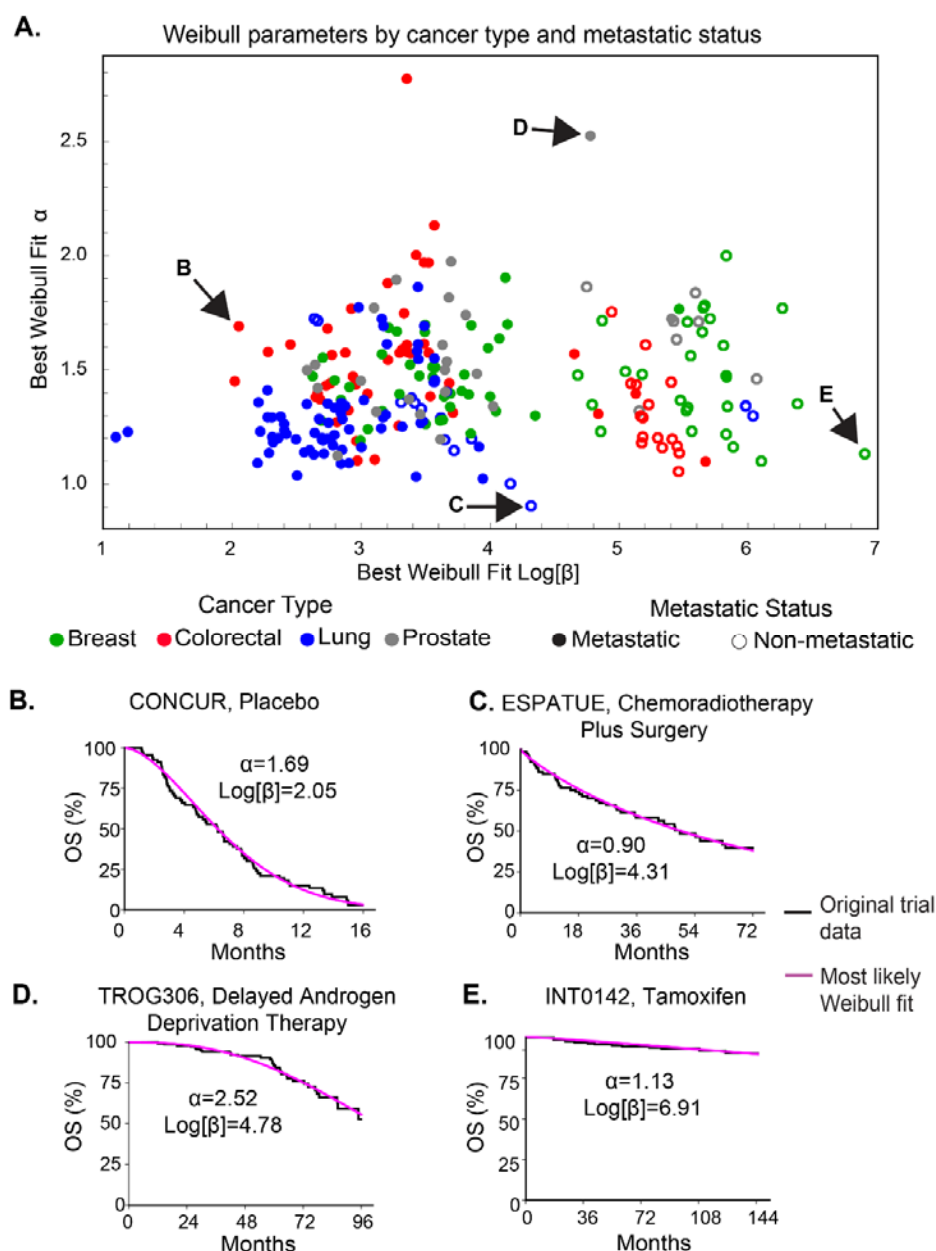 A.
Weibull parameters by cancer type and metastatic status
Best Weibull Fit α
2.5
2.0
1.5
1.0
B
C
D
E
1 2 3 4 5 6 7
Best Weibull Fit Log[β]
Cancer Type
Breast Colorectal Lung Prostate
Metastatic Status
Metastatic Non-metastatic
B.
CONCUR, Placebo
OS (%)
100
75
50
25
0
α=1.69
Log[β]=2.05
0 4 8 12 16
Months
C. ESPATUE, Chemoradiotherapy
Plus Surgery
OS (%)
100
75
50
25
0
α=0.90
Log[β]=4.31
0 18 36 54 72
Months
Original trial
data
Most likely
Weibull fit
D.
TROG306, Delayed Androgen
Deprivation Therapy
OS (%)
100
75
50
25
0
α=2.52
Log[β]=4.78
0 24 48 72 96
Months
E.
INT0142, Tamoxifen
OS (%)
100
75
50
25
0
α=1.13
Log[β]=6.91
0 36 72 108 144
Months